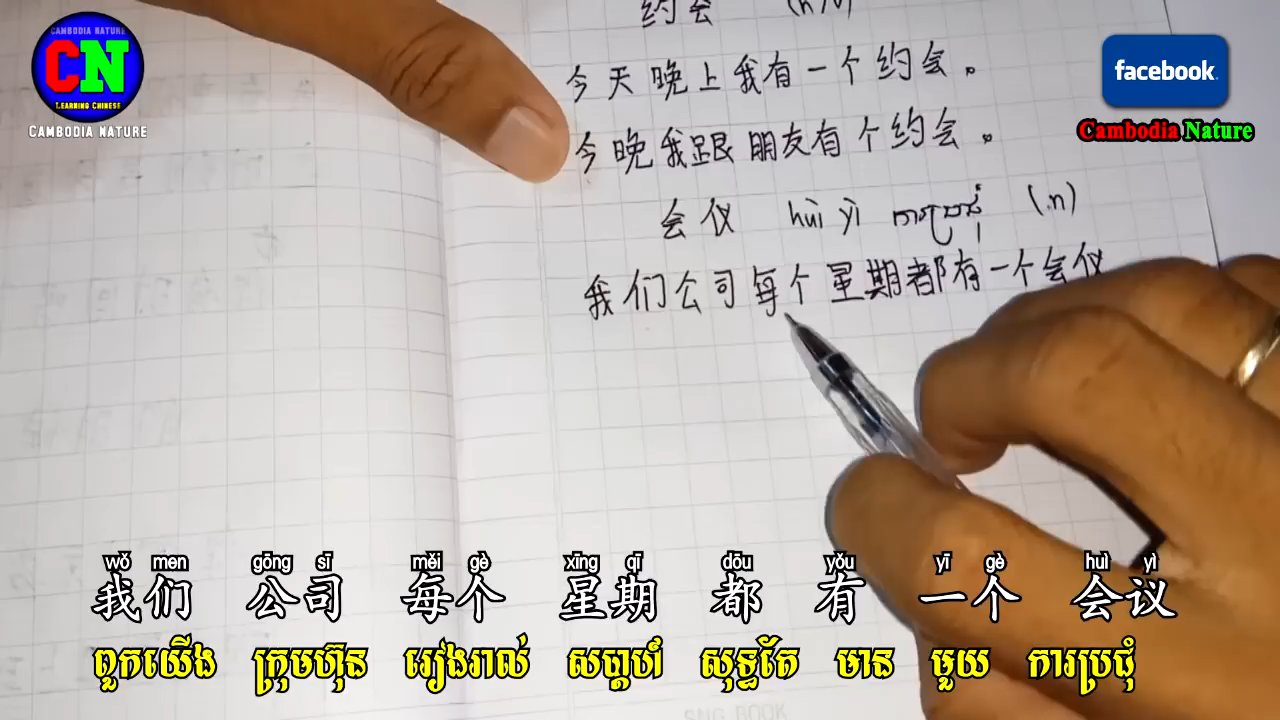 CAMBODIA NATURE
CN
LEARNING CHINESE
CAMBODIA NATURE
facebook
Cambodia Nature
约会 (n/v)
今天晚上我有一个约会。
今晚我跟朋友有个约会。
会仪 huì yì ការប្រជុំ (n)
我们公司每个星期都有一个会仪
wǒ men gōng sī měi gè xīng qī dōu yǒu yī gè huì yì
我们 公司 每个 星期 都 有 一个 会议
ពួកយើង ក្រុមហ៊ុន រៀងរាល់ សប្តាហ៍ សុទ្ធតែ មាន មួយ ការប្រជុំ
SNG BOOK